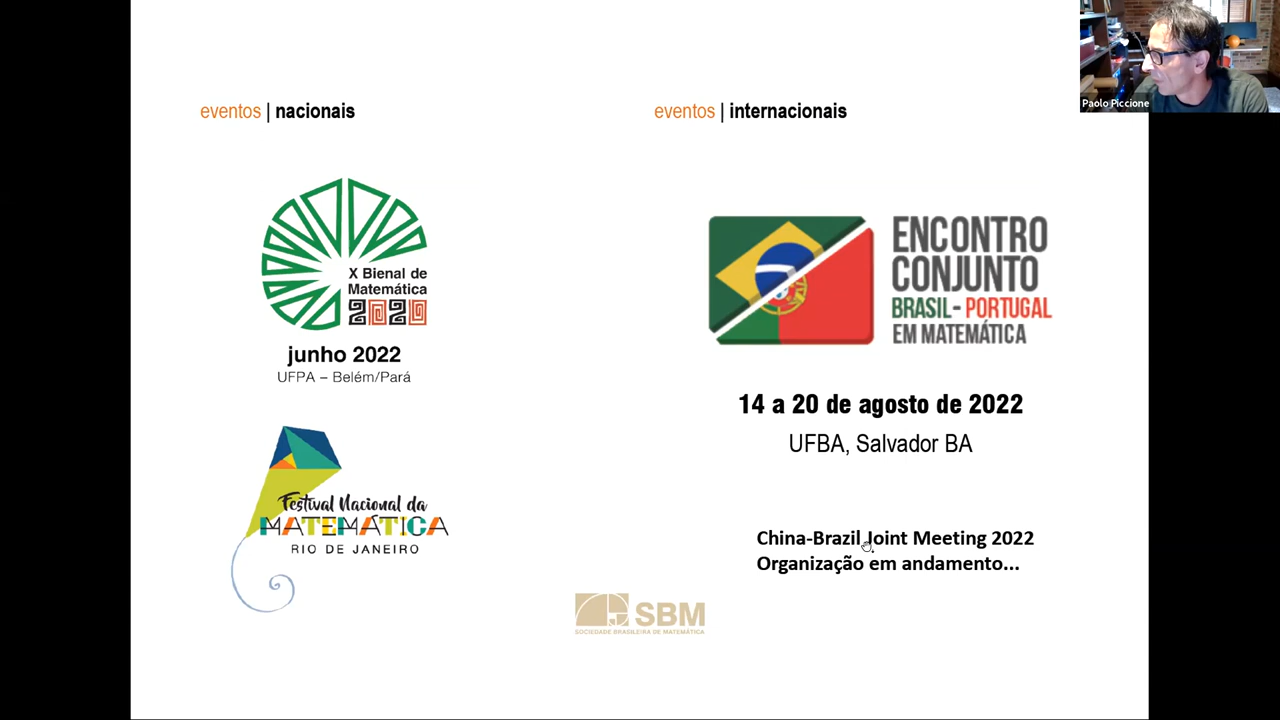 Paolo Piccione
eventos | nacionais
X Bienal de
Matemática
2020
junho 2022
UFPA – Belém/Pará
Festival Nacional da
MATEMÁTICA
RIO DE JANEIRO
eventos | internacionais
ENCONTRO
CONJUNTO
BRASIL- PORTUGAL
EM MATEMÁTICA
14 a 20 de agosto de 2022
UFBA, Salvador BA
China-Brazil Joint Meeting 2022
Organização em andamento...
SBM
SOCIEDADE BRASILEIRA DE MATEMÁTICA